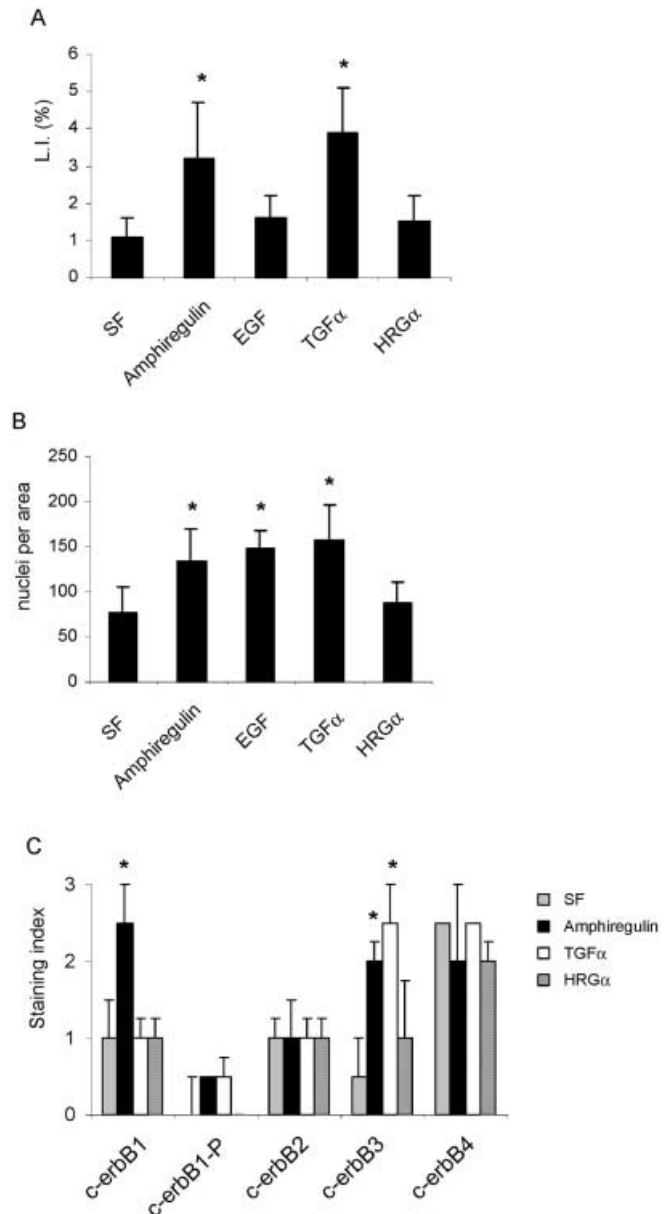 A
*
*
6
5
4
3
2
1
0
L.I. (%)
SF
Amphiregulin
EGF
TGFα
HRGα
B
250
200
150
100
50
0
nuclei per area
*
*
*
SF
Amphiregulin
EGF
TGFα
HRGα
C
*
*
*
3
2
1
0
Staining index
SF
Amphiregulin
TGFα
HRGα
c-erbB1
c-erbB1-P
c-erbB2
c-erbB3
c-erbB4